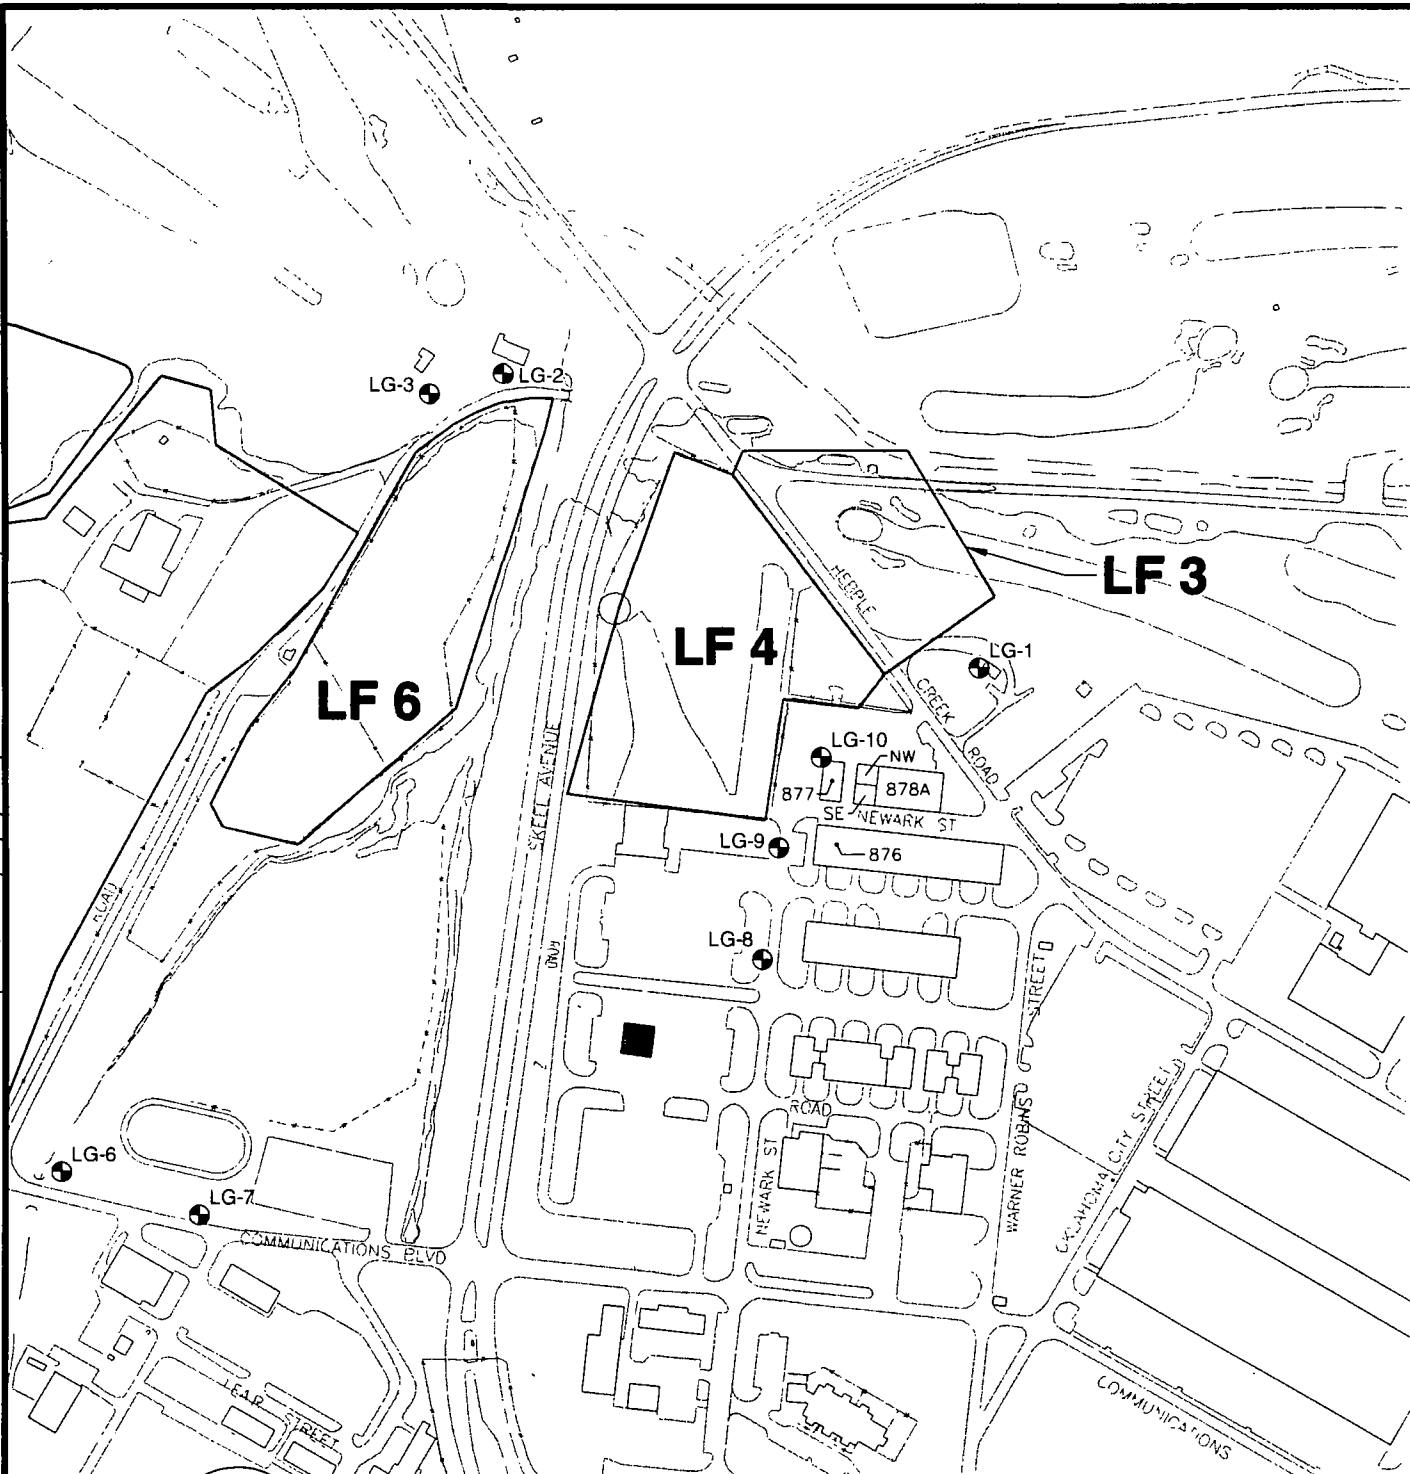 LG-3
LG-2
LF 3
HEBBLE
LF 4
LG-1
LF 6
CREEK
SKEEL AVENUE
LG-10
NW
ROAD
877
878A
SE
NEWARK ST
LG-9
876
ROAD
LG-8
ROAD
STREET
ROAD
WARNER ROBINS
OKLAHOMA CITY STREET
NEWARK ST
LG-6
LG-7
COMMUNICATIONS BLVD
LEAR STREET
COMMUNICATIONS